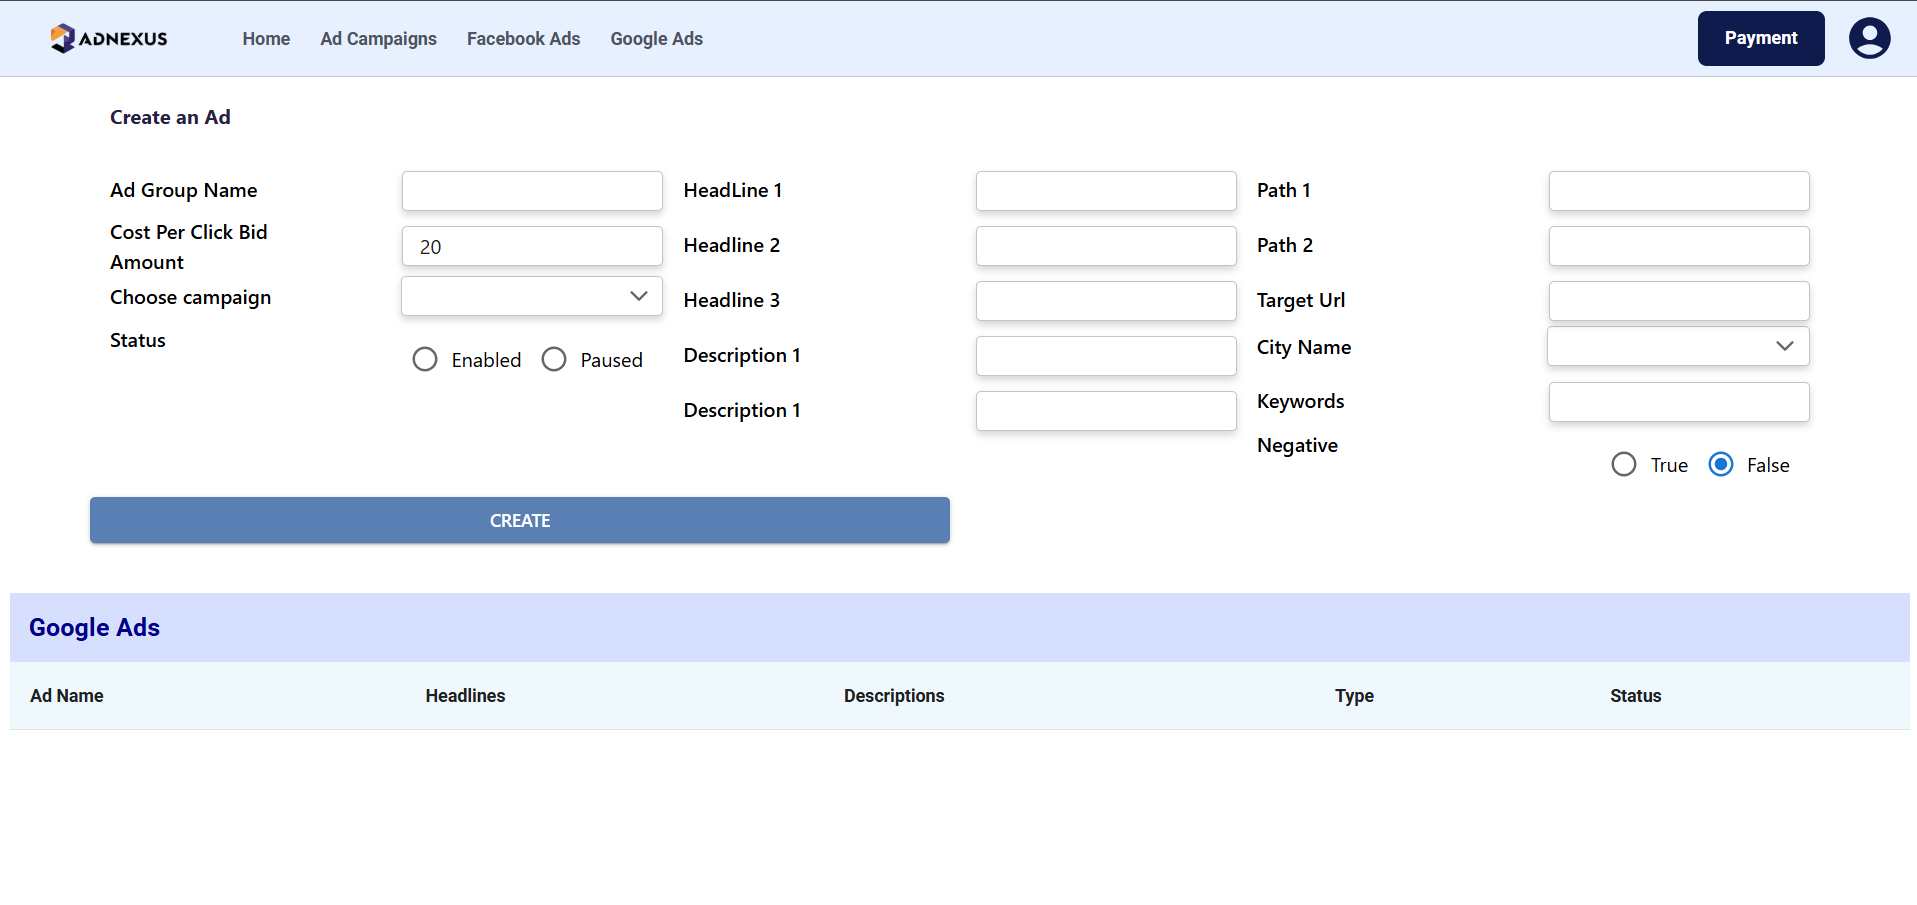 ADNEXUS Home Ad Campaigns Facebook Ads Google Ads Payment
Create an Ad
Ad Group Name
Cost Per Click Bid
Amount
20
Choose campaign
Status
Enabled Paused
HeadLine 1
Headline 2
Headline 3
Description 1
Description 1
Path 1
Path 2
Target Url
City Name
Keywords
Negative
True False
CREATE
Google Ads
Ad Name Headlines Descriptions Type Status